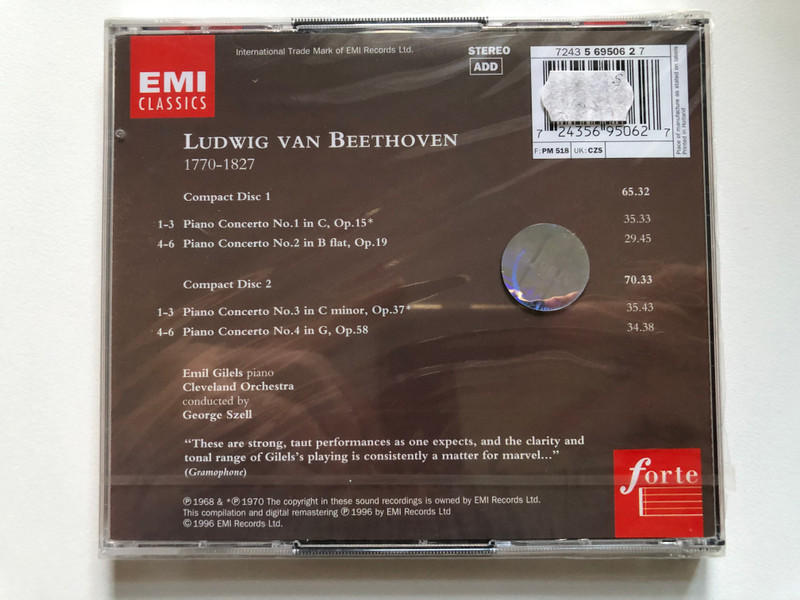 EMI
CLASSICS
International Trade Mark of EMI Records Ltd.
STEREO
ADD
7243 5 69506 2 7
7 24356 95062 7
F: PM 518 UK: CZS
Place of manufacture as stated on labels
Printed in Holland
LUDWIG VAN BEETHOVEN
1770-1827
Compact Disc 1 65.32
1-3 Piano Concerto No.1 in C, Op.15* 35.33
4-6 Piano Concerto No.2 in B flat, Op.19 29.45
Compact Disc 2 70.33
1-3 Piano Concerto No.3 in C minor, Op.37* 35.43
4-6 Piano Concerto No.4 in G, Op.58 34.38
Emil Gilels piano
Cleveland Orchestra
conducted by
George Szell
“These are strong, taut performances as one expects, and the clarity and
tonal range of Gilels's playing is consistently a matter for marvel...”
(Gramophone)
forte
℗ 1968 & *℗ 1970 The copyright in these sound recordings is owned by EMI Records Ltd.
This compilation and digital remastering ℗ 1996 by EMI Records Ltd
© 1996 EMI Records Ltd.